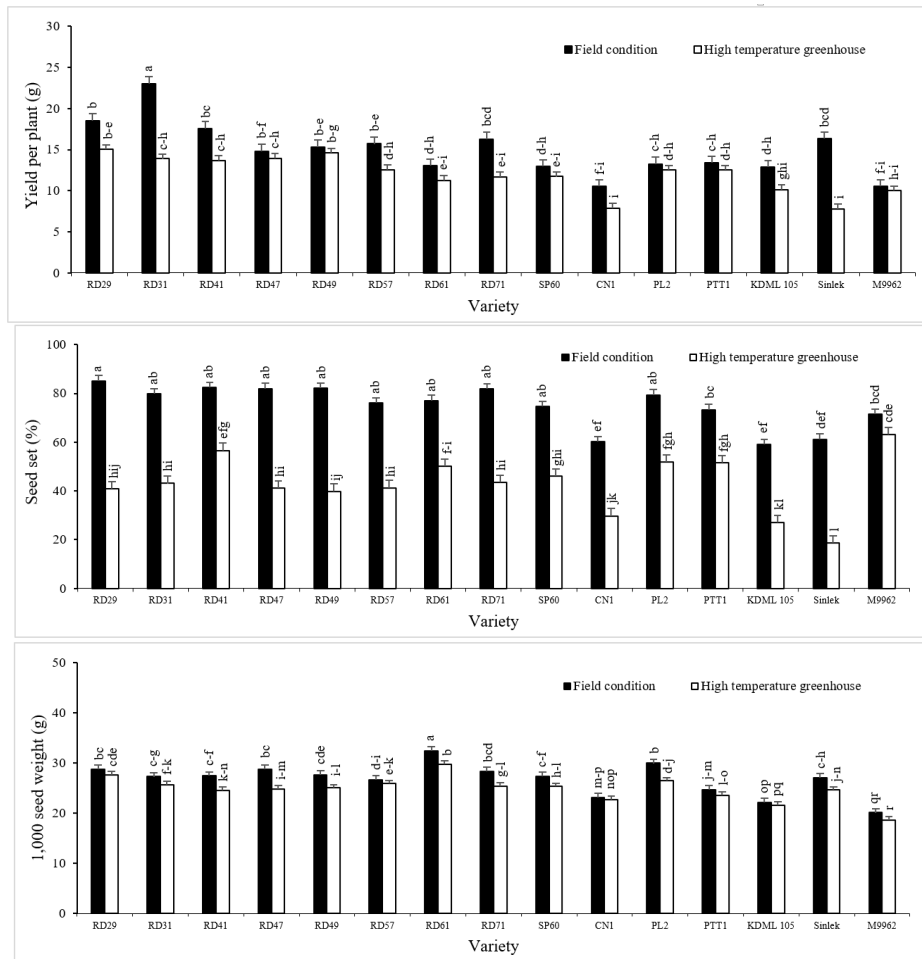 30
25
20
15
10
5
0
Yield per plant (g)
Field condition
High temperature greenhouse
b b-e a c-h bc c-h b-f c-h b-e b-g b-e d-h d-h e-i bcd e-i d-h e-i f-i i c-h d-h c-h d-h d-h ghi bcd i f-i h-i
RD29 RD31 RD41 RD47 RD49 RD57 RD61 RD71 SP60 CN1 PL2 PTT1 KDML 105 Sinlek M9962
Variety
100
80
60
40
20
0
Seed set (%)
Field condition
High temperature greenhouse
a hij ab hi ab efg ab hi ab ij ab hi ab f-i ab hi ab ghi ef jk ab fgh bc fgh ef kl def l bcd cde
RD29 RD31 RD41 RD47 RD49 RD57 RD61 RD71 SP60 CN1 PL2 PTT1 KDML 105 Sinlek M9962
Variety
50
40
30
20
10
0
1,000 seed weight (g)
Field condition
High temperature greenhouse
bc cde c-g f-k c-f k-n bc i-m cde i-l d-i e-k a b bcd g-l c-f h-l m-p nop b d-j j-m l-o op pq c-h j-n qr r
RD29 RD31 RD41 RD47 RD49 RD57 RD61 RD71 SP60 CN1 PL2 PTT1 KDML 105 Sinlek M9962
Variety